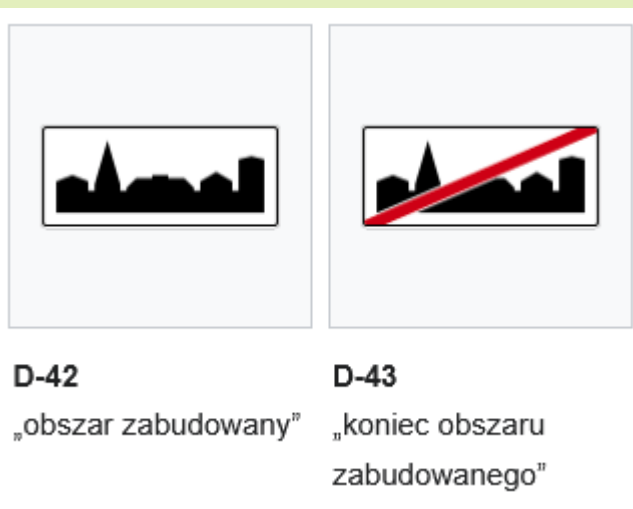 D-42
„obszar zabudowany”
D-43
„koniec obszaru
zabudowanego”